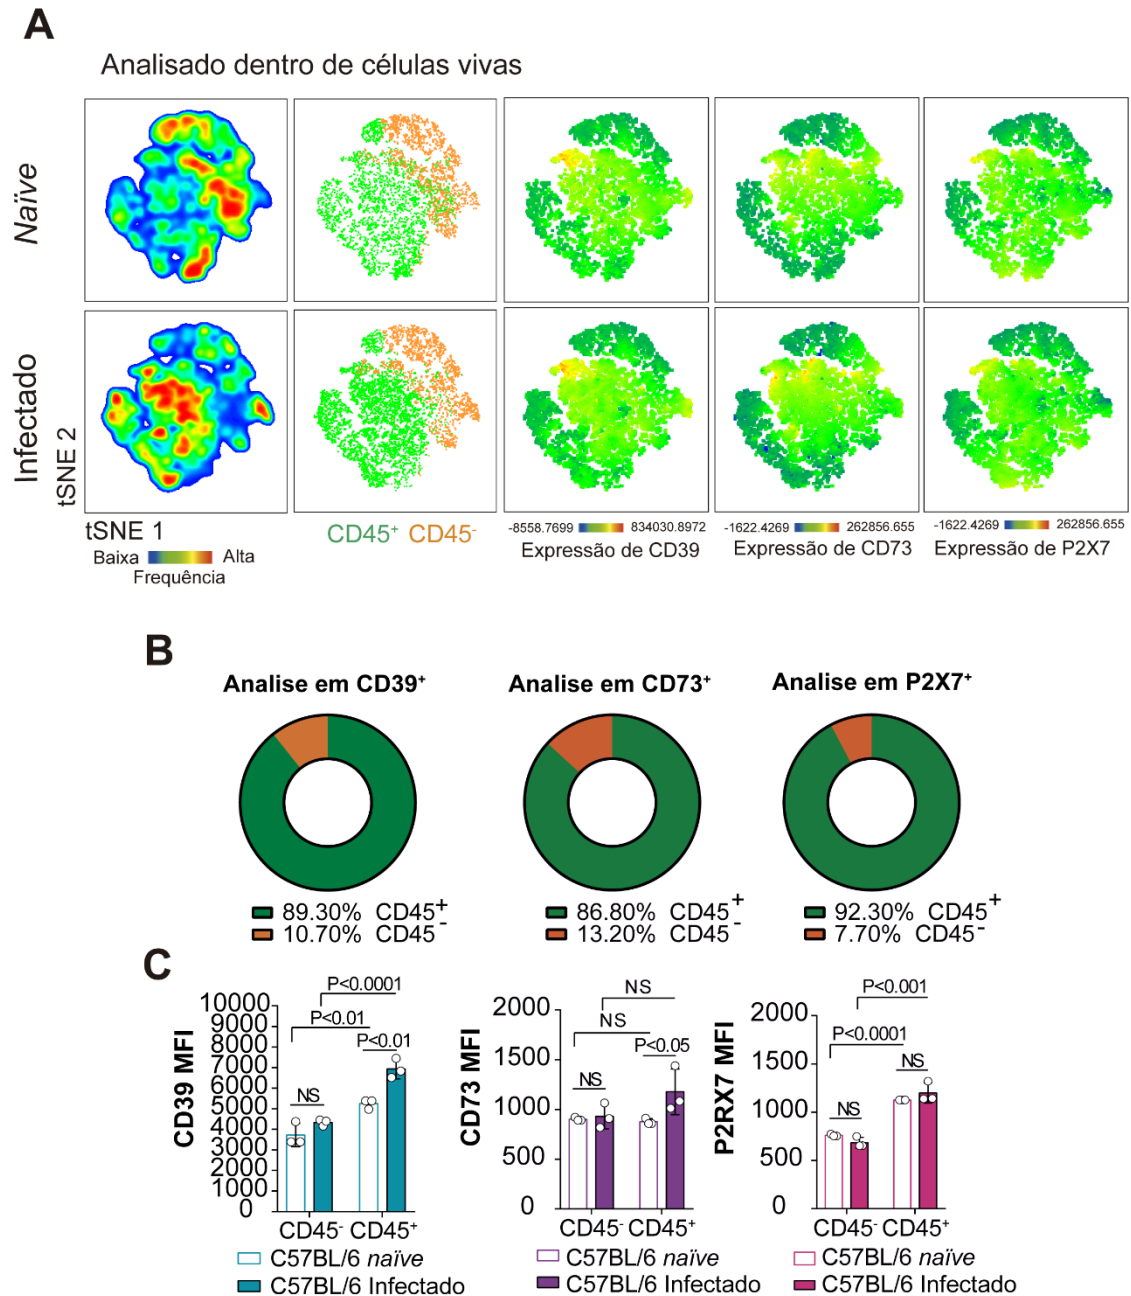 A
Analisado dentro de células vivas
Naïve
Infectado
tSNE 2
tSNE 1
Baixa Alta
Frequência
CD45+ CD45-
-8558.7699 834030.8972
Expressão de CD39
-1622.4269 262856.655
Expressão de CD73
-1622.4269 262856.655
Expressão de P2X7
B
Analise em CD39+
89.30% CD45+
10.70% CD45-
Analise em CD73+
86.80% CD45+
13.20% CD45-
Analise em P2X7+
92.30% CD45+
7.70% CD45-
C
CD39 MFI
10000
9000
8000
7000
6000
5000
4000
3000
2000
1000
0
P<0.0001
P<0.01
P<0.01
NS
CD45- CD45+
C57BL/6 naïve
C57BL/6 Infectado
CD73 MFI
2000
1500
1000
500
0
NS
NS
P<0.05
NS
CD45- CD45+
C57BL/6 naïve
C57BL/6 Infectado
P2RX7 MFI
2000
1500
1000
500
0
P<0.001
P<0.0001
NS
NS
CD45- CD45+
C57BL/6 naïve
C57BL/6 Infectado